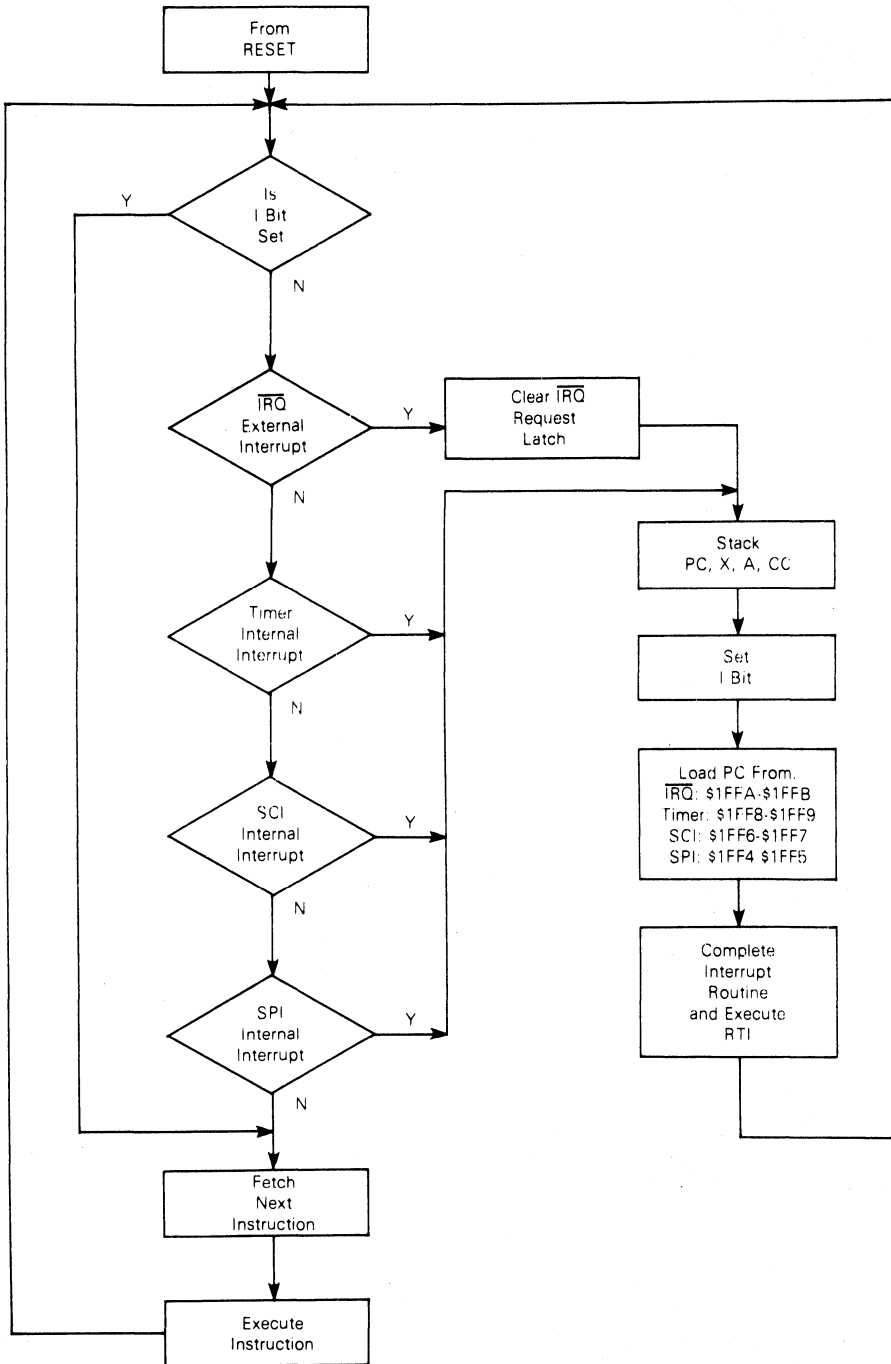 From
RESET
Is
I Bit
Set
Y
N
IRQ
External
Interrupt
Y
N
Clear IRQ
Request
Latch
Stack
PC, X, A, CC
Timer
Internal
Interrupt
Y
N
Set
I Bit
Load PC From.
IRQ: $1FFA-$1FFB
Timer: $1FF8-$1FF9
SCI: $1FF6-$1FF7
SPI: $1FF4 $1FF5
SCI
Internal
Interrupt
Y
N
Complete
Interrupt
Routine
and Execute
RTI
SPI
Internal
Interrupt
Y
N
Fetch
Next
Instruction
Execute
Instruction